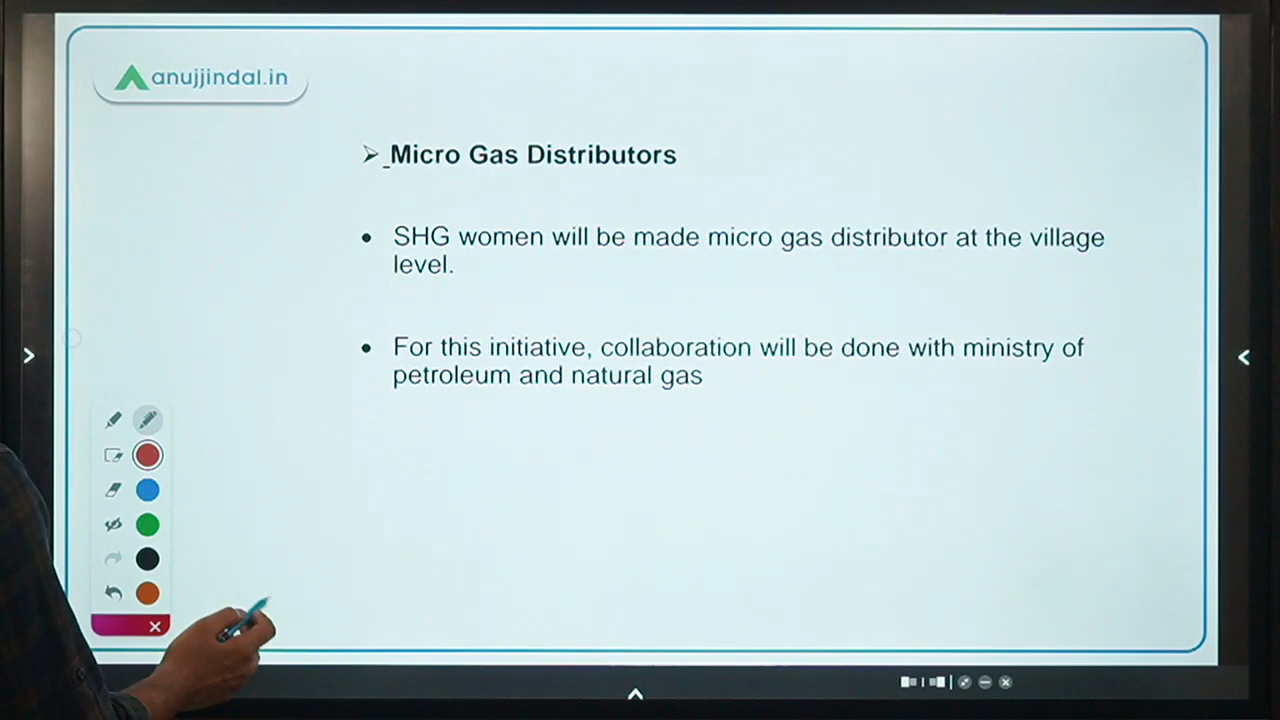 anujjindal.in
Micro Gas Distributors
SHG women will be made micro gas distributor at the village
level.
For this initiative, collaboration will be done with ministry of
petroleum and natural gas